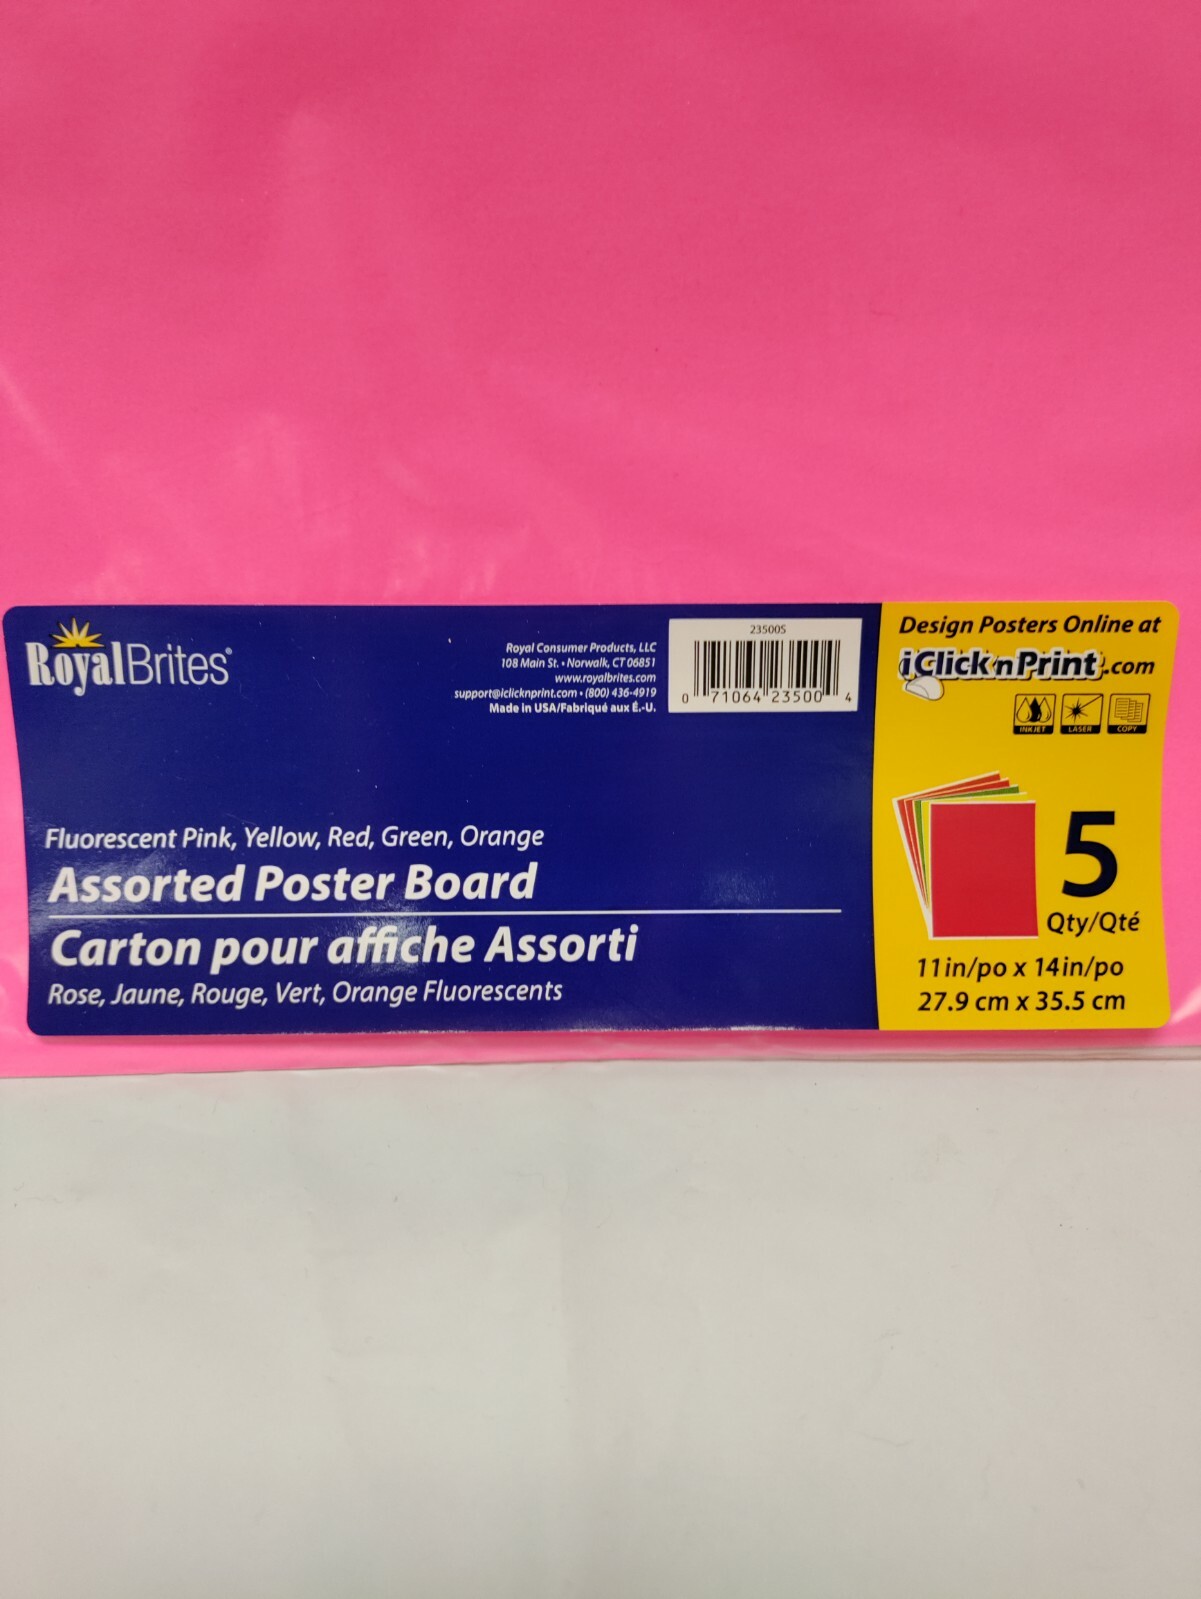 RoyalBrites®
Royal Consumer Products, LLC
108 Main St. • Norwalk, CT 06851
www.royalbrites.com
support@iclicknprint.com • (800) 436-4919
Made in USA/Fabriqué aux É.-U.
23500S
0 71064 23500 4
Fluorescent Pink, Yellow, Red, Green, Orange
Assorted Poster Board
Carton pour affiche Assorti
Rose, Jaune, Rouge, Vert, Orange Fluorescents
Design Posters Online at
iClick'nPrint.com
INKJET LASER COPY
5
Qty/Qté
11in/po x 14in/po
27.9 cm x 35.5 cm